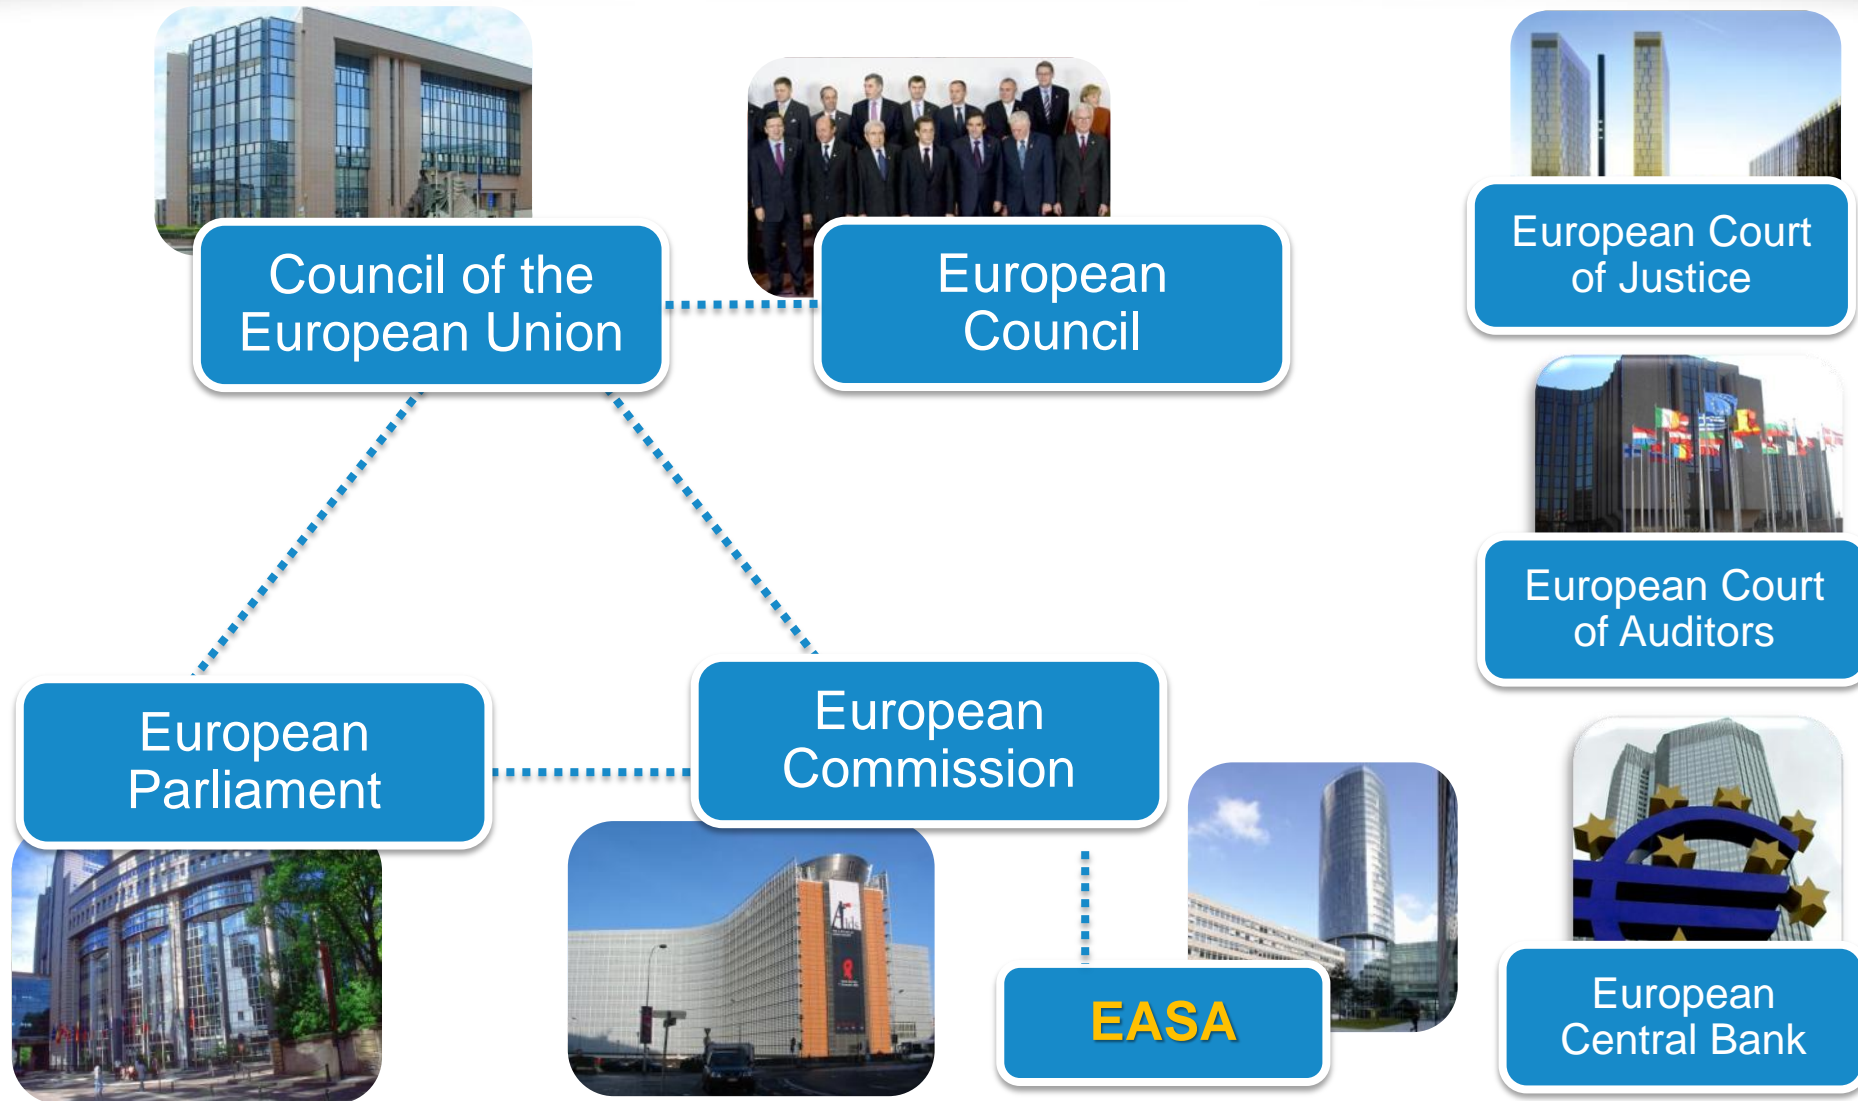 Council of the
European Union
European
Council
European Court
of Justice
European Court
of Auditors
European
Parliament
European
Commission
AIds
EASA
European
Central Bank